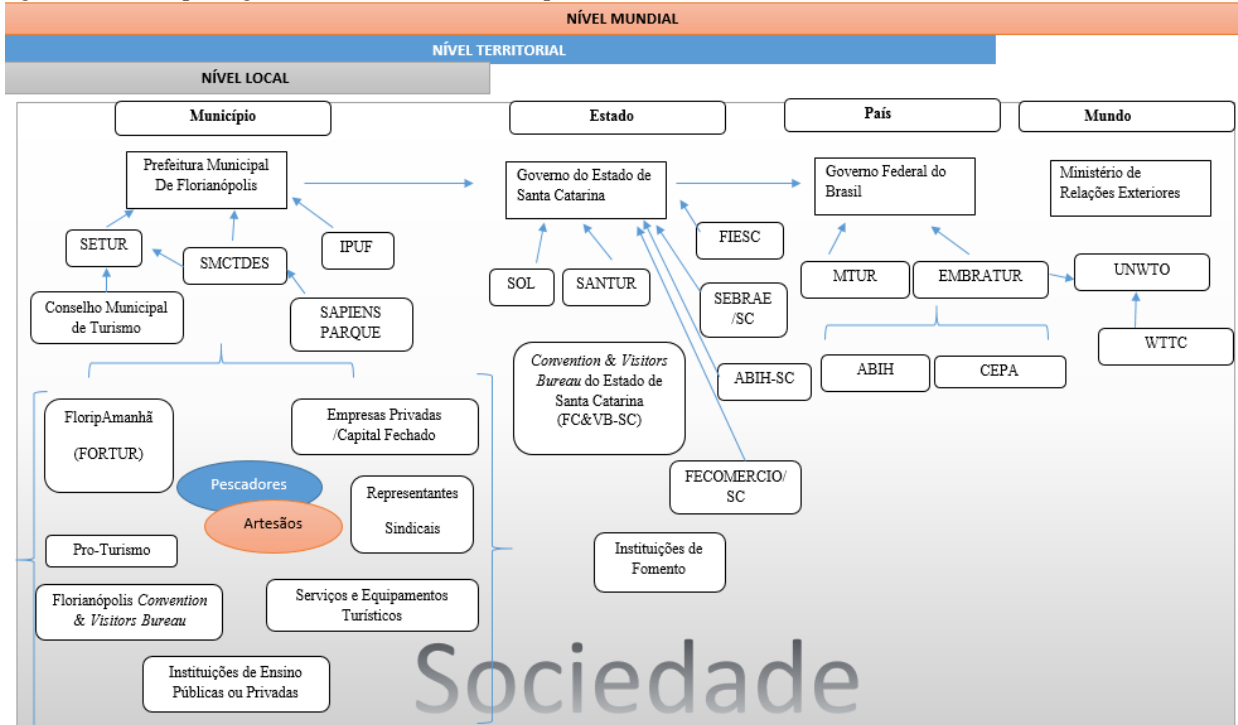 NÍVEL MUNDIAL
NÍVEL TERRITORIAL
NÍVEL LOCAL
Município
Estado
País
Mundo
Prefeitura Municipal
De Florianópolis
Governo do Estado de
Santa Catarina
Governo Federal do
Brasil
Ministério de
Relações Exteriores
SETUR
SMCTDES
IPUF
Conselho Municipal
de Turismo
SAPIENS
PARQUE
FIESC
SOL
SANTUR
SEBRAE
/SC
MTUR
EMBRATUR
UNWTO
WTTC
Convention & Visitors
Bureau do Estado de
Santa Catarina
(FC&VB-SC)
ABIH-SC
ABIH
CEPA
FloripAmanhã
(FORTUR)
Empresas Privadas
/Capital Fechado
Pescadores
Artesãos
Representantes
Sindicais
FECOMERCIO/
SC
Pro-Turismo
Instituições de
Fomento
Florianópolis Convention
& Visitors Bureau
Serviços e Equipamentos
Turísticos
Instituições de Ensino
Públicas ou Privadas
Sociedade